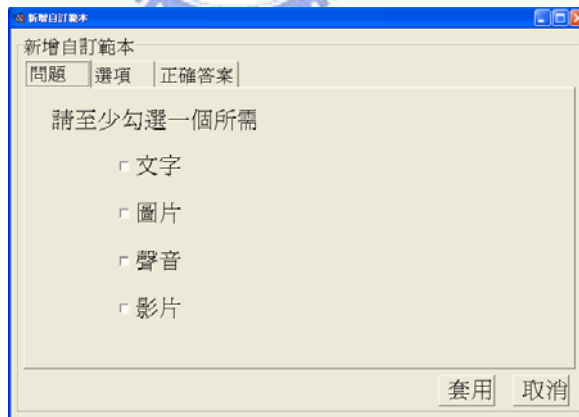 新增自訂範本
新增自訂範本
問題 選項 正確答案
請至少勾選一個所需
文字
圖片
聲音
影片
套用 取消